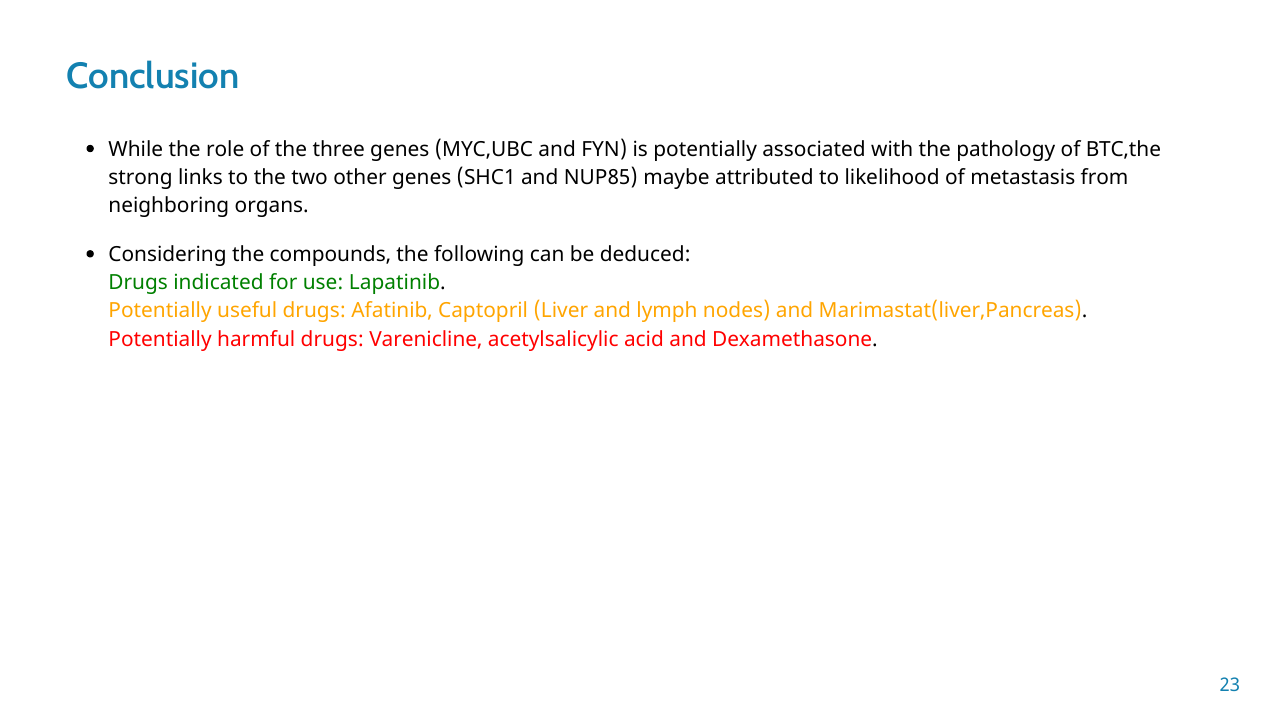 Conclusion
• While the role of the three genes (MYC,UBC and FYN) is potentially associated with the pathology of BTC,the
strong links to the two other genes (SHC1 and NUP85) maybe attributed to likelihood of metastasis from
neighboring organs.
• Considering the compounds, the following can be deduced:
Drugs indicated for use: Lapatinib.
Potentially useful drugs: Afatinib, Captopril (Liver and lymph nodes) and Marimastat(liver,Pancreas).
Potentially harmful drugs: Varenicline, acetylsalicylic acid and Dexamethasone.
23